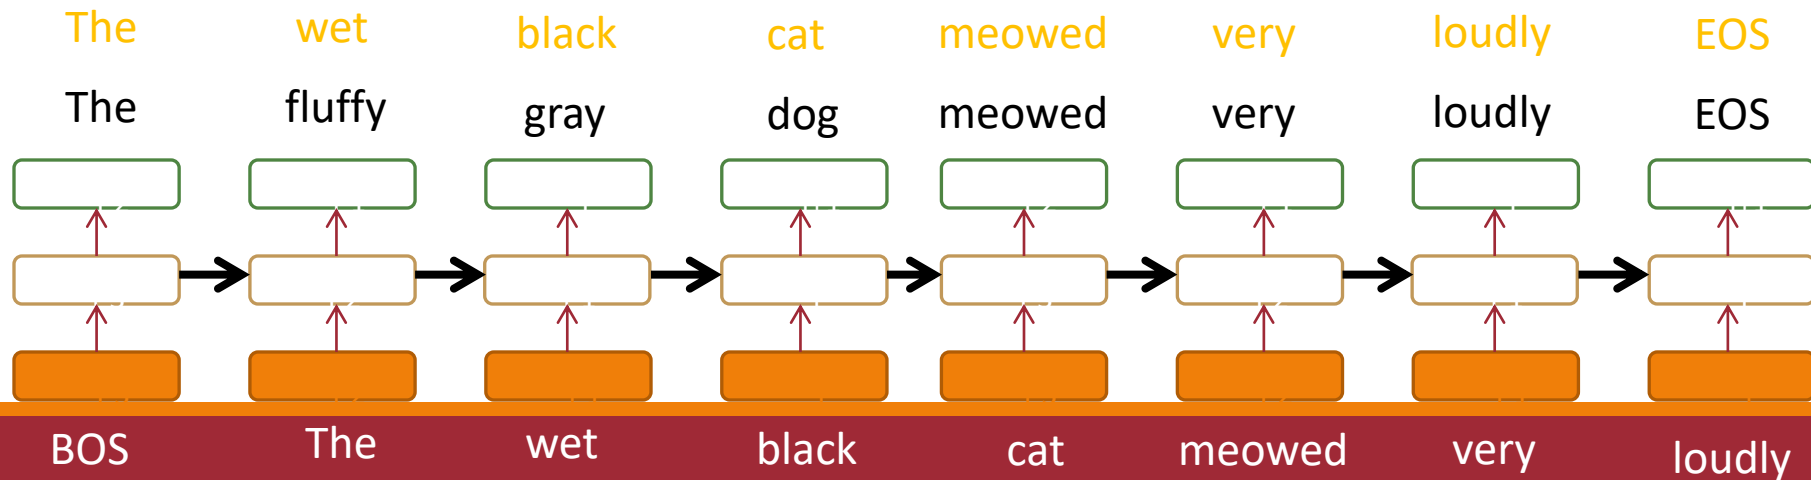 The wet black cat meowed very loudly EOS
The fluffy gray dog meowed very loudly EOS
BOS The wet black cat meowed very loudly